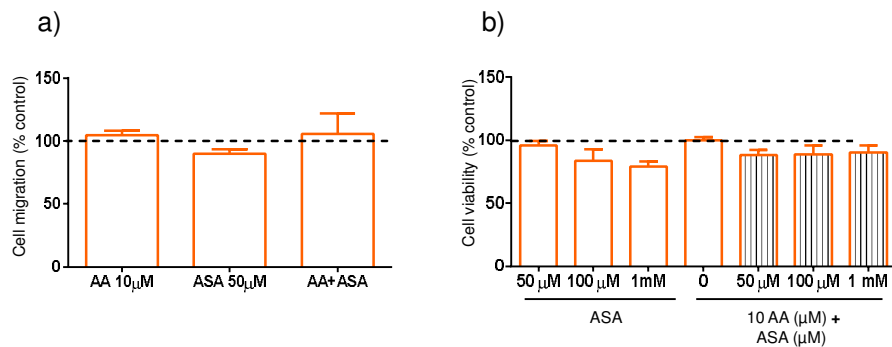 a)
Cell migration (% control)
150
100
50
0
AA 10µM
ASA 50µM
AA+ASA
b)
Cell viability (% control)
150
100
50
0
50 µM
100 µM
1mM
0
50 µM
100 µM
1 mM
ASA
10 AA (µM) +
ASA (µM)